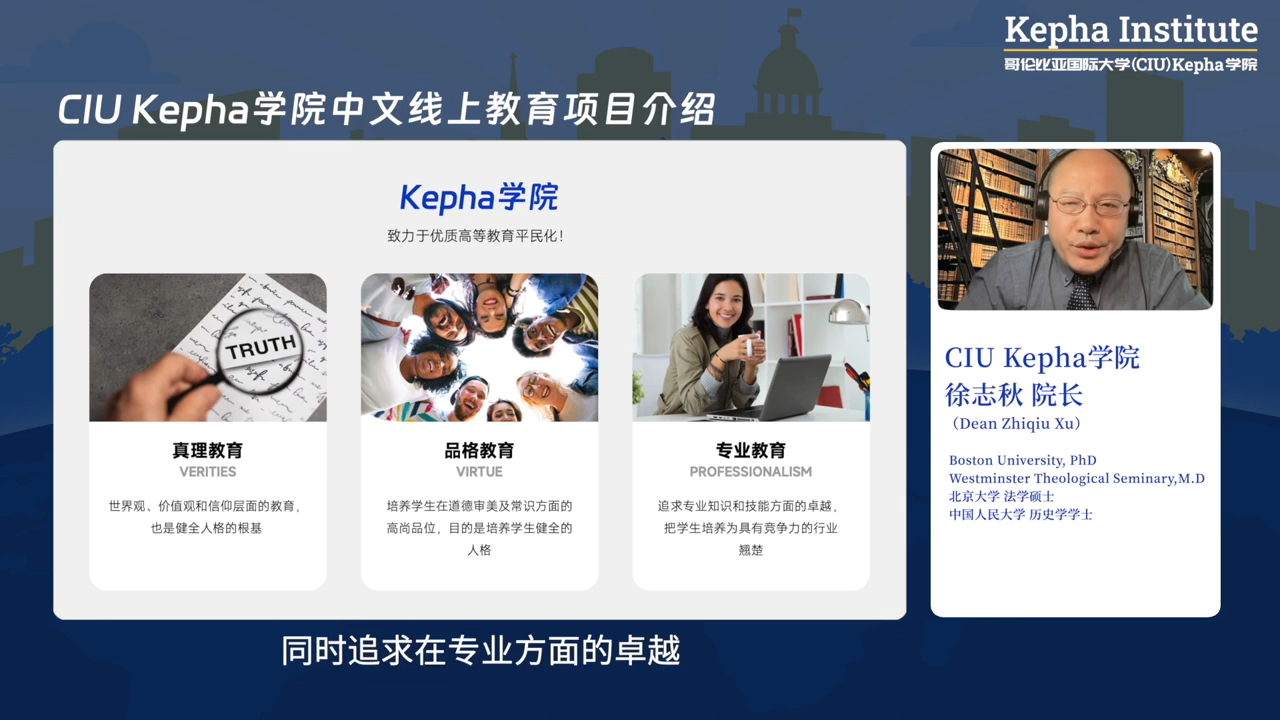 Kepha Institute
哥伦比亚国际大学(CIU)Kepha学院
CIU Kepha学院中文线上教育项目介绍
Kepha学院
致力于优质高等教育平民化！
TRUTH
真理教育
VERITIES
世界观、价值观和信仰层面的教育，
也是健全人格的根基
品格教育
VIRTUE
培养学生在道德审美及常识方面的
高尚品位，目的是培养学生健全的
人格
专业教育
PROFESSIONALISM
追求专业知识和技能方面的卓越，
把学生培养为具有竞争力的行业
翘楚
CIU Kepha学院
徐志秋 院长
（Dean Zhiqiu Xu）
Boston University, PhD
Westminster Theological Seminary,M.D
北京大学 法学硕士
中国人民大学 历史学学士
同时追求在专业方面的卓越